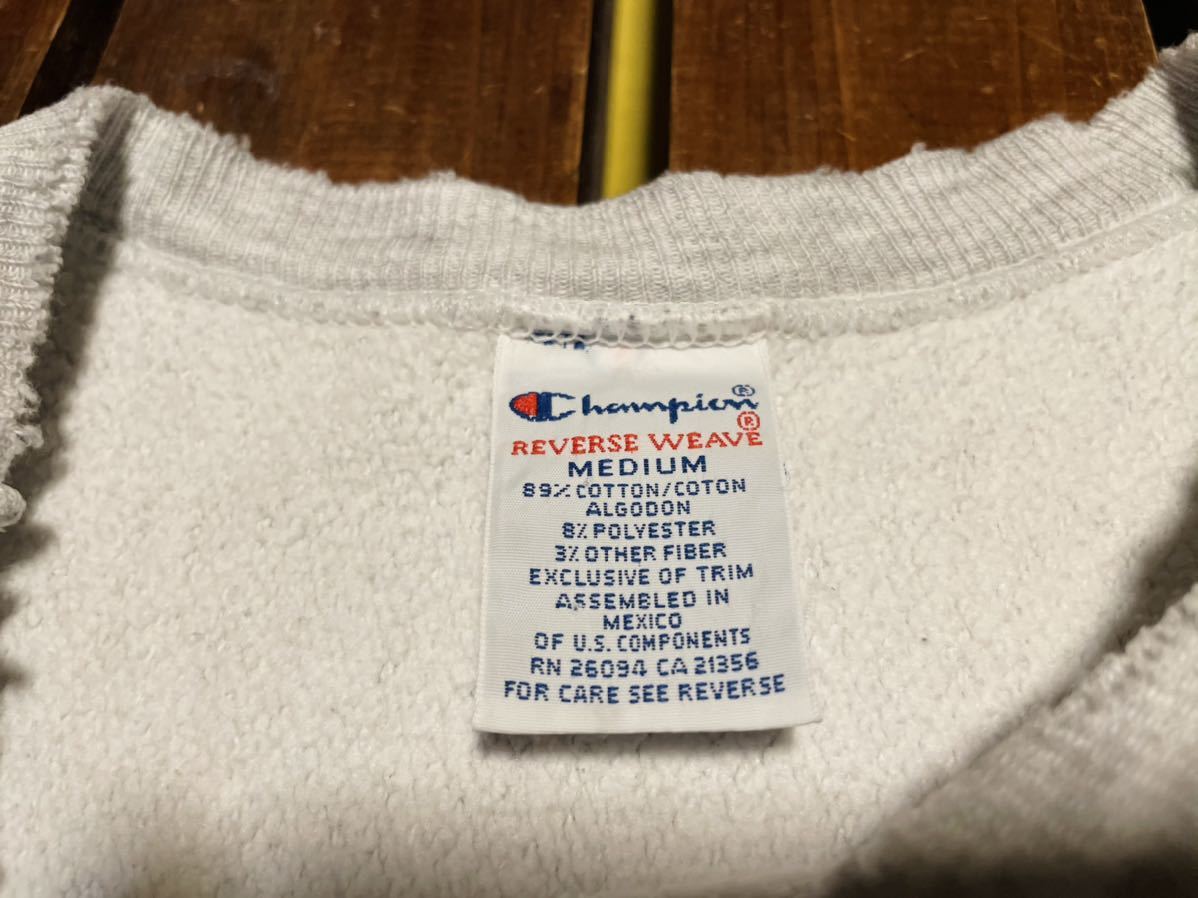 Champion®
REVERSE WEAVE®
MEDIUM
89% COTTON/COTON
ALGODON
8% POLYESTER
3% OTHER FIBER
EXCLUSIVE OF TRIM
ASSEMBLED IN
MEXICO
OF U.S. COMPONENTS
RN 26094 CA 21356
FOR CARE SEE REVERSE